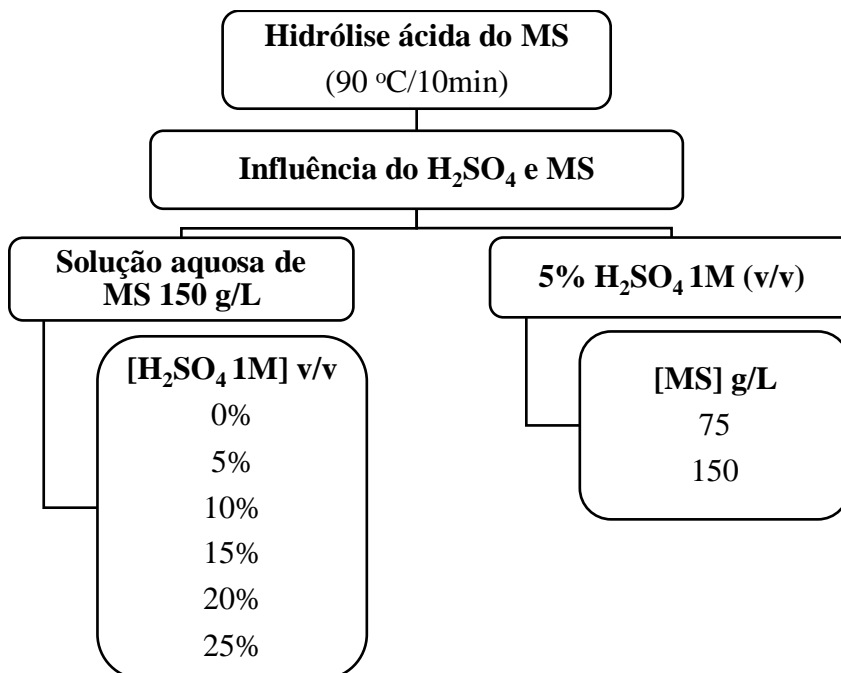 Hidrólise ácida do MS
(90 ºC/10min)
Influência do H₂SO₄ e MS
Solução aquosa de
MS 150 g/L
[H₂SO₄ 1M] v/v
0%
5%
10%
15%
20%
25%
5% H₂SO₄ 1M (v/v)
[MS] g/L
75
150